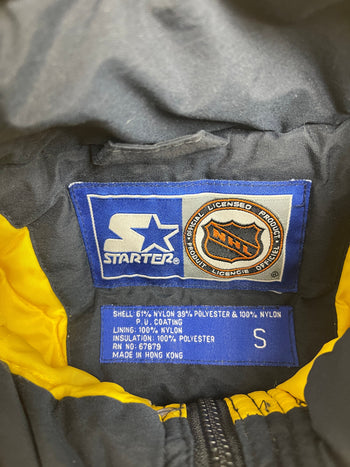 STARTER®
OFFICIAL LICENSED PRODUCT
NHL
PRODUIT LICENCIÉ OFFICIEL
®
SHELL: 61% NYLON 39% POLYESTER & 100% NYLON
P.U. COATING
LINING: 100% NYLON
INSULATION: 100% POLYESTER
RN NO: 67879
MADE IN HONG KONG
S